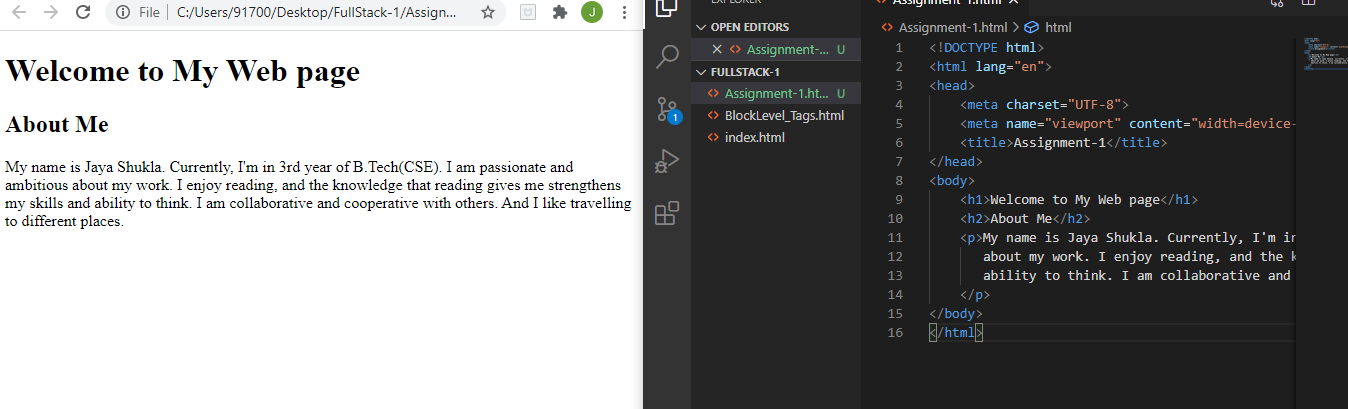 File | C:/Users/91700/Desktop/FullStack-1/Assign...
J
Welcome to My Web page
About Me
My name is Jaya Shukla. Currently, I'm in 3rd year of B.Tech(CSE). I am passionate and
ambitious about my work. I enjoy reading, and the knowledge that reading gives me strengthens
my skills and ability to think. I am collaborative and cooperative with others. And I like travelling
to different places.
1
EXPLORER
OPEN EDITORS
Assignment-... U
FULLSTACK-1
Assignment-1.ht... U
BlockLevel_Tags.html
index.html
Assignment-1.html
Assignment-1.html > html
1 <!DOCTYPE html>
2 <html lang="en">
3 <head>
4 <meta charset="UTF-8">
5 <meta name="viewport" content="width=device-
6 <title>Assignment-1</title>
7 </head>
8 <body>
9 <h1>Welcome to My Web page</h1>
10 <h2>About Me</h2>
11 <p>My name is Jaya Shukla. Currently, I'm in
12 about my work. I enjoy reading, and the k
13 ability to think. I am collaborative and
14 </p>
15 </body>
16 </html>